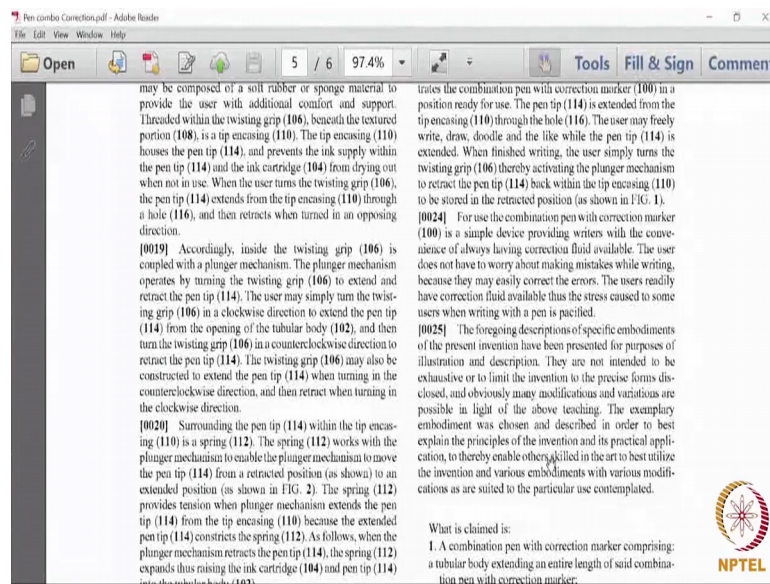 Pen combo Correction.pdf - Adobe Reader
File Edit View Window Help
Open
5 / 6
97.4%
Tools Fill & Sign Commen
may be composed of a soft rubber or sponge material to
provide the user with additional comfort and support.
Threaded within the twisting grip (106), beneath the textured
portion (108), is a tip encasing (110). The tip encasing (110)
houses the pen tip (114), and prevents the ink supply within
the pen tip (114) and the ink cartridge (104) from drying out
when not in use. When the user turns the twisting grip (106),
the pen tip (114) extends from the tip encasing (110) through
a hole (116), and then retracts when turned in an opposing
direction.
[0019] Accordingly, inside the twisting grip (106) is
coupled with a plunger mechanism. The plunger mechanism
operates by turning the twisting grip (106) to extend and
retract the pen tip (114). The user may simply turn the twist-
ing grip (106) in a clockwise direction to extend the pen tip
(114) from the opening of the tubular body (102), and then
turn the twisting grip (106) in a counterclockwise direction to
retract the pen tip (114). The twisting grip (106) may also be
constructed to extend the pen tip (114) when turning in the
counterclockwise direction, and then retract when turning in
the clockwise direction.
[0020] Surrounding the pen tip (114) within the tip encas-
ing (110) is a spring (112). The spring (112) works with the
plunger mechanism to enable the plunger mechanism to move
the pen tip (114) from a retracted position (as shown) to an
extended position (as shown in FIG. 2). The spring (112)
provides tension when plunger mechanism extends the pen
tip (114) from the tip encasing (110) because the extended
pen tip (114) constricts the spring (112). As follows, when the
plunger mechanism retracts the pen tip (114), the spring (112)
expands thus raising the ink cartridge (104) and pen tip (114)
into the tubular body (102)
trates the combination pen with correction marker (100) in a
position ready for use. The pen tip (114) is extended from the
tip encasing (110) through the hole (116). The user may freely
write, draw, doodle and the like while the pen tip (114) is
extended. When finished writing, the user simply turns the
twisting grip (106) thereby activating the plunger mechanism
to retract the pen tip (114) back within the tip encasing (110)
to be stored in the retracted position (as shown in FIG. 1).
[0024] For use the combination pen with correction marker
(100) is a simple device providing writers with the conve-
nience of always having correction fluid available. The user
does not have to worry about making mistakes while writing,
because they may easily correct the errors. The users readily
have correction fluid available thus the stress caused to some
users when writing with a pen is pacified.
[0025] The foregoing descriptions of specific embodiments
of the present invention have been presented for purposes of
illustration and description. They are not intended to be
exhaustive or to limit the invention to the precise forms dis-
closed, and obviously many modifications and variations are
possible in light of the above teaching. The exemplary
embodiment was chosen and described in order to best
explain the principles of the invention and its practical appli-
cation, to thereby enable others skilled in the art to best utilize
the invention and various embodiments with various modifi-
cations as are suited to the particular use contemplated.
What is claimed is:
1. A combination pen with correction marker comprising:
a tubular body extending an entire length of said combina-
tion pen with correction marker;
NPTEL